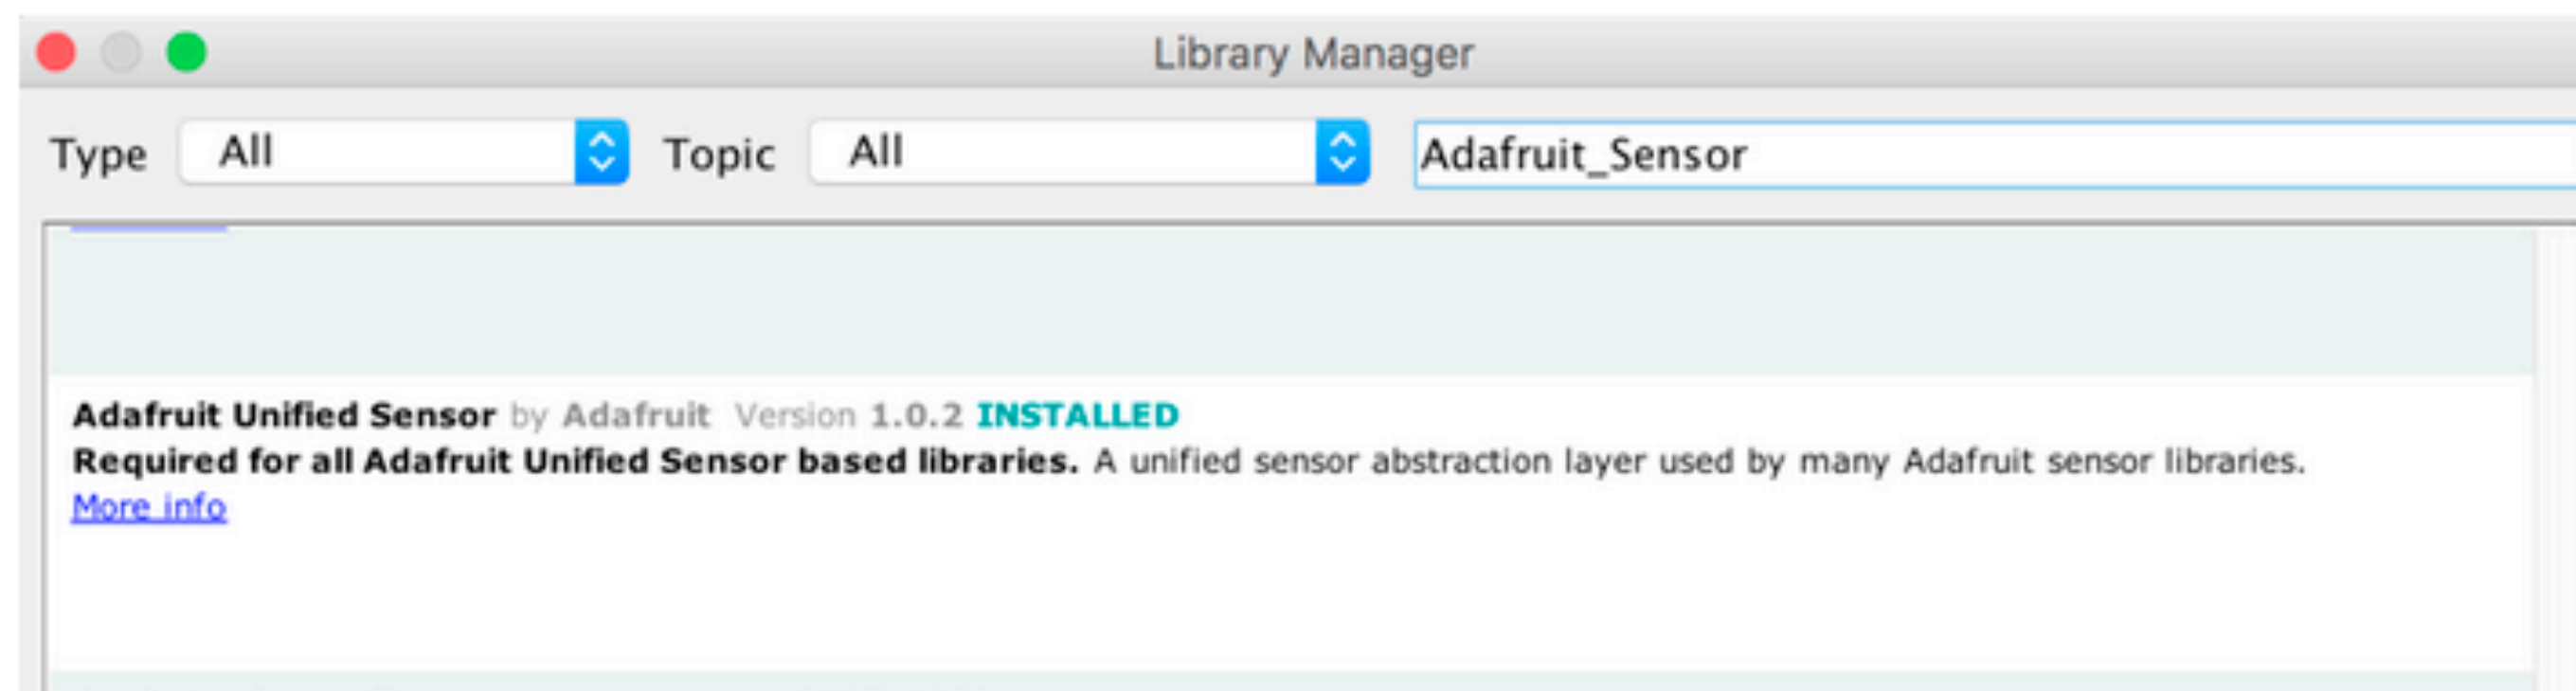 Library Manager
Type All Topic All Adafruit_Sensor
Adafruit Unified Sensor by Adafruit Version 1.0.2 INSTALLED
Required for all Adafruit Unified Sensor based libraries. A unified sensor abstraction layer used by many Adafruit sensor libraries.
More info